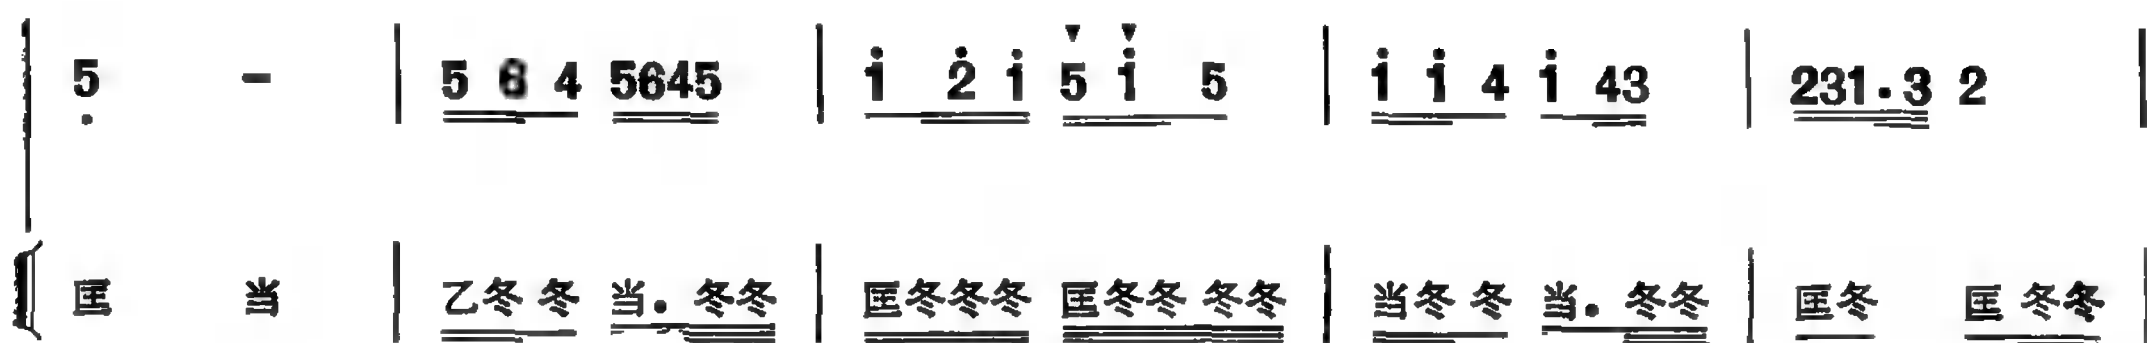 5̣ - | 5 6 4 5645 | i 2̇ i 5 i 5 | i i 4 i 43 | 231.3 2 |
匡 当 | 乙冬 冬 当. 冬冬 | 匡冬冬冬 匡冬冬 冬冬 | 当冬 冬 当. 冬冬 | 匡冬 匡 冬冬 |